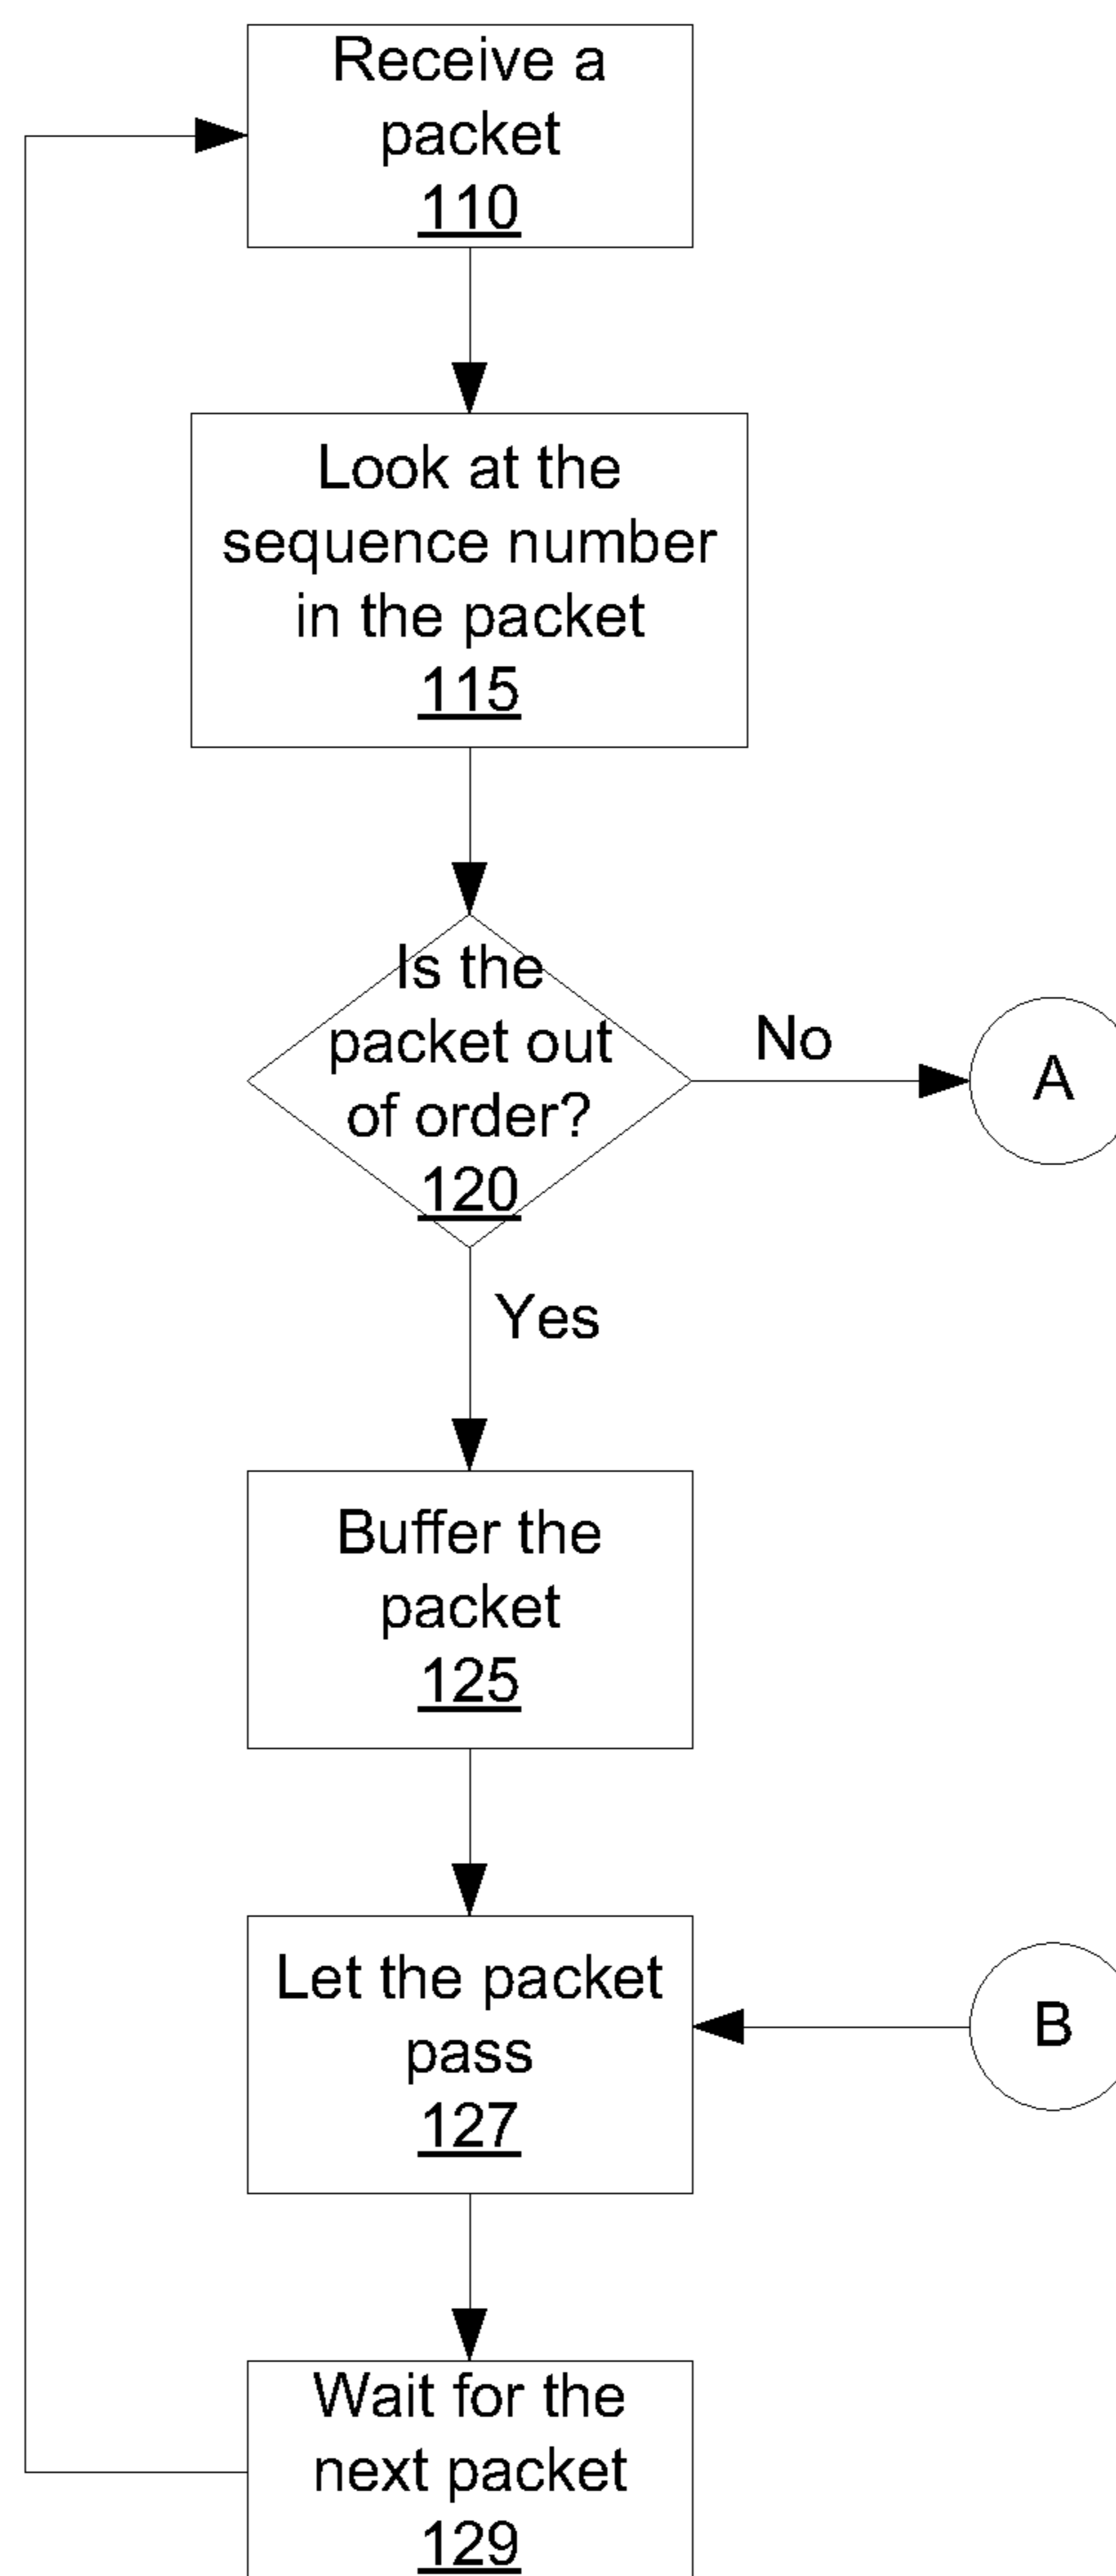 Receive a
packet
110
Look at the
sequence number
in the packet
115
Is the
packet out
of order?
120
No
A
Yes
Buffer the
packet
125
Let the packet
pass
127
B
Wait for the
next packet
129